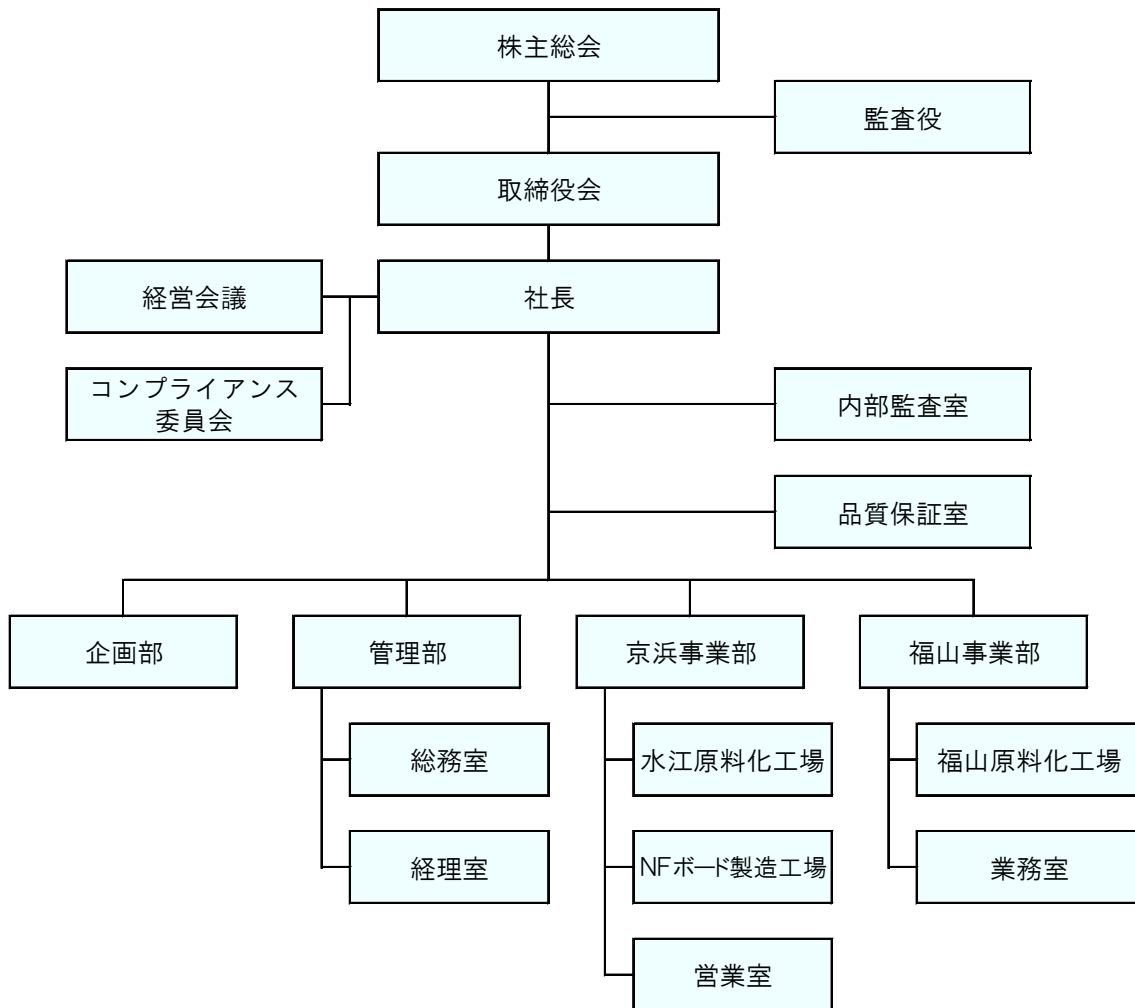 株主総会
監査役
取締役会
経営会議
社長
コンプライアンス
委員会
内部監査室
品質保証室
企画部
管理部
京浜事業部
福山事業部
総務室
水江原料化工場
福山原料化工場
経理室
NFボード製造工場
業務室
営業室